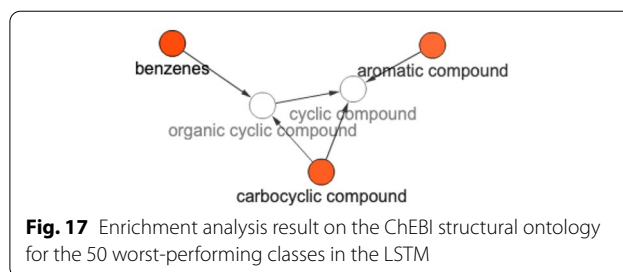 benzenes
aromatic compound
cyclic compound
organic cyclic compound
carbocyclic compound
Fig. 17 Enrichment analysis result on the ChEBI structural ontology
for the 50 worst-performing classes in the LSTM